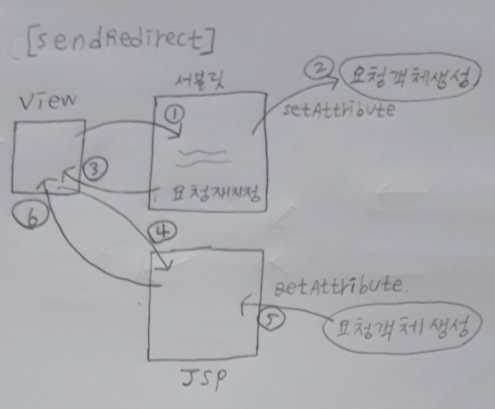 [sendRedirect]
서블릿
② 요청객체생성
View
①
setAttribute
③
요청재지정
⑥
④
getAttribute.
⑤
요청객체생성
JSP